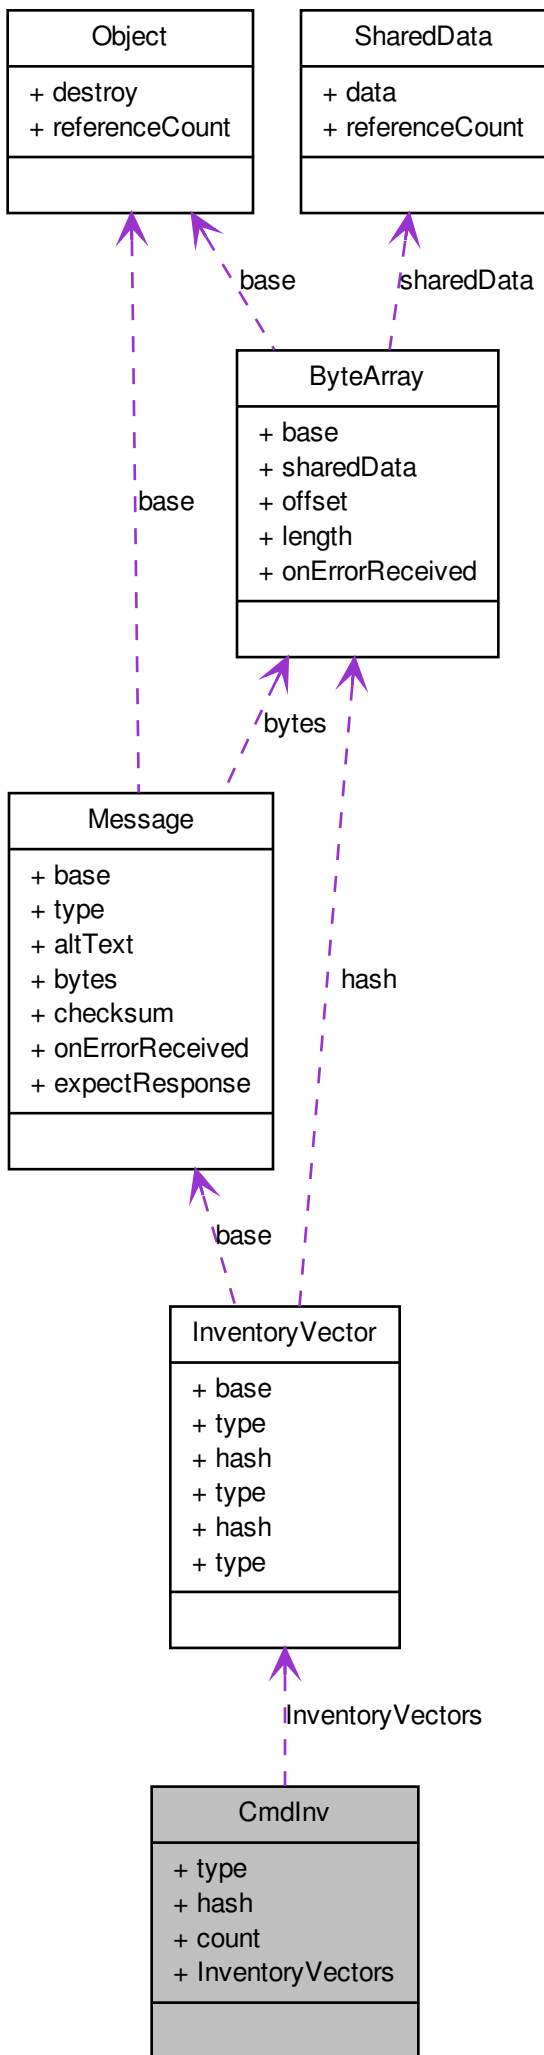 Object
+ destroy
+ referenceCount
SharedData
+ data
+ referenceCount
base
sharedData
ByteArray
+ base
+ sharedData
+ offset
+ length
+ onErrorReceived
base
bytes
Message
+ base
+ type
+ altText
+ bytes
+ checksum
+ onErrorReceived
+ expectResponse
hash
base
InventoryVector
+ base
+ type
+ hash
+ type
+ hash
+ type
InventoryVectors
CmdInv
+ type
+ hash
+ count
+ InventoryVectors